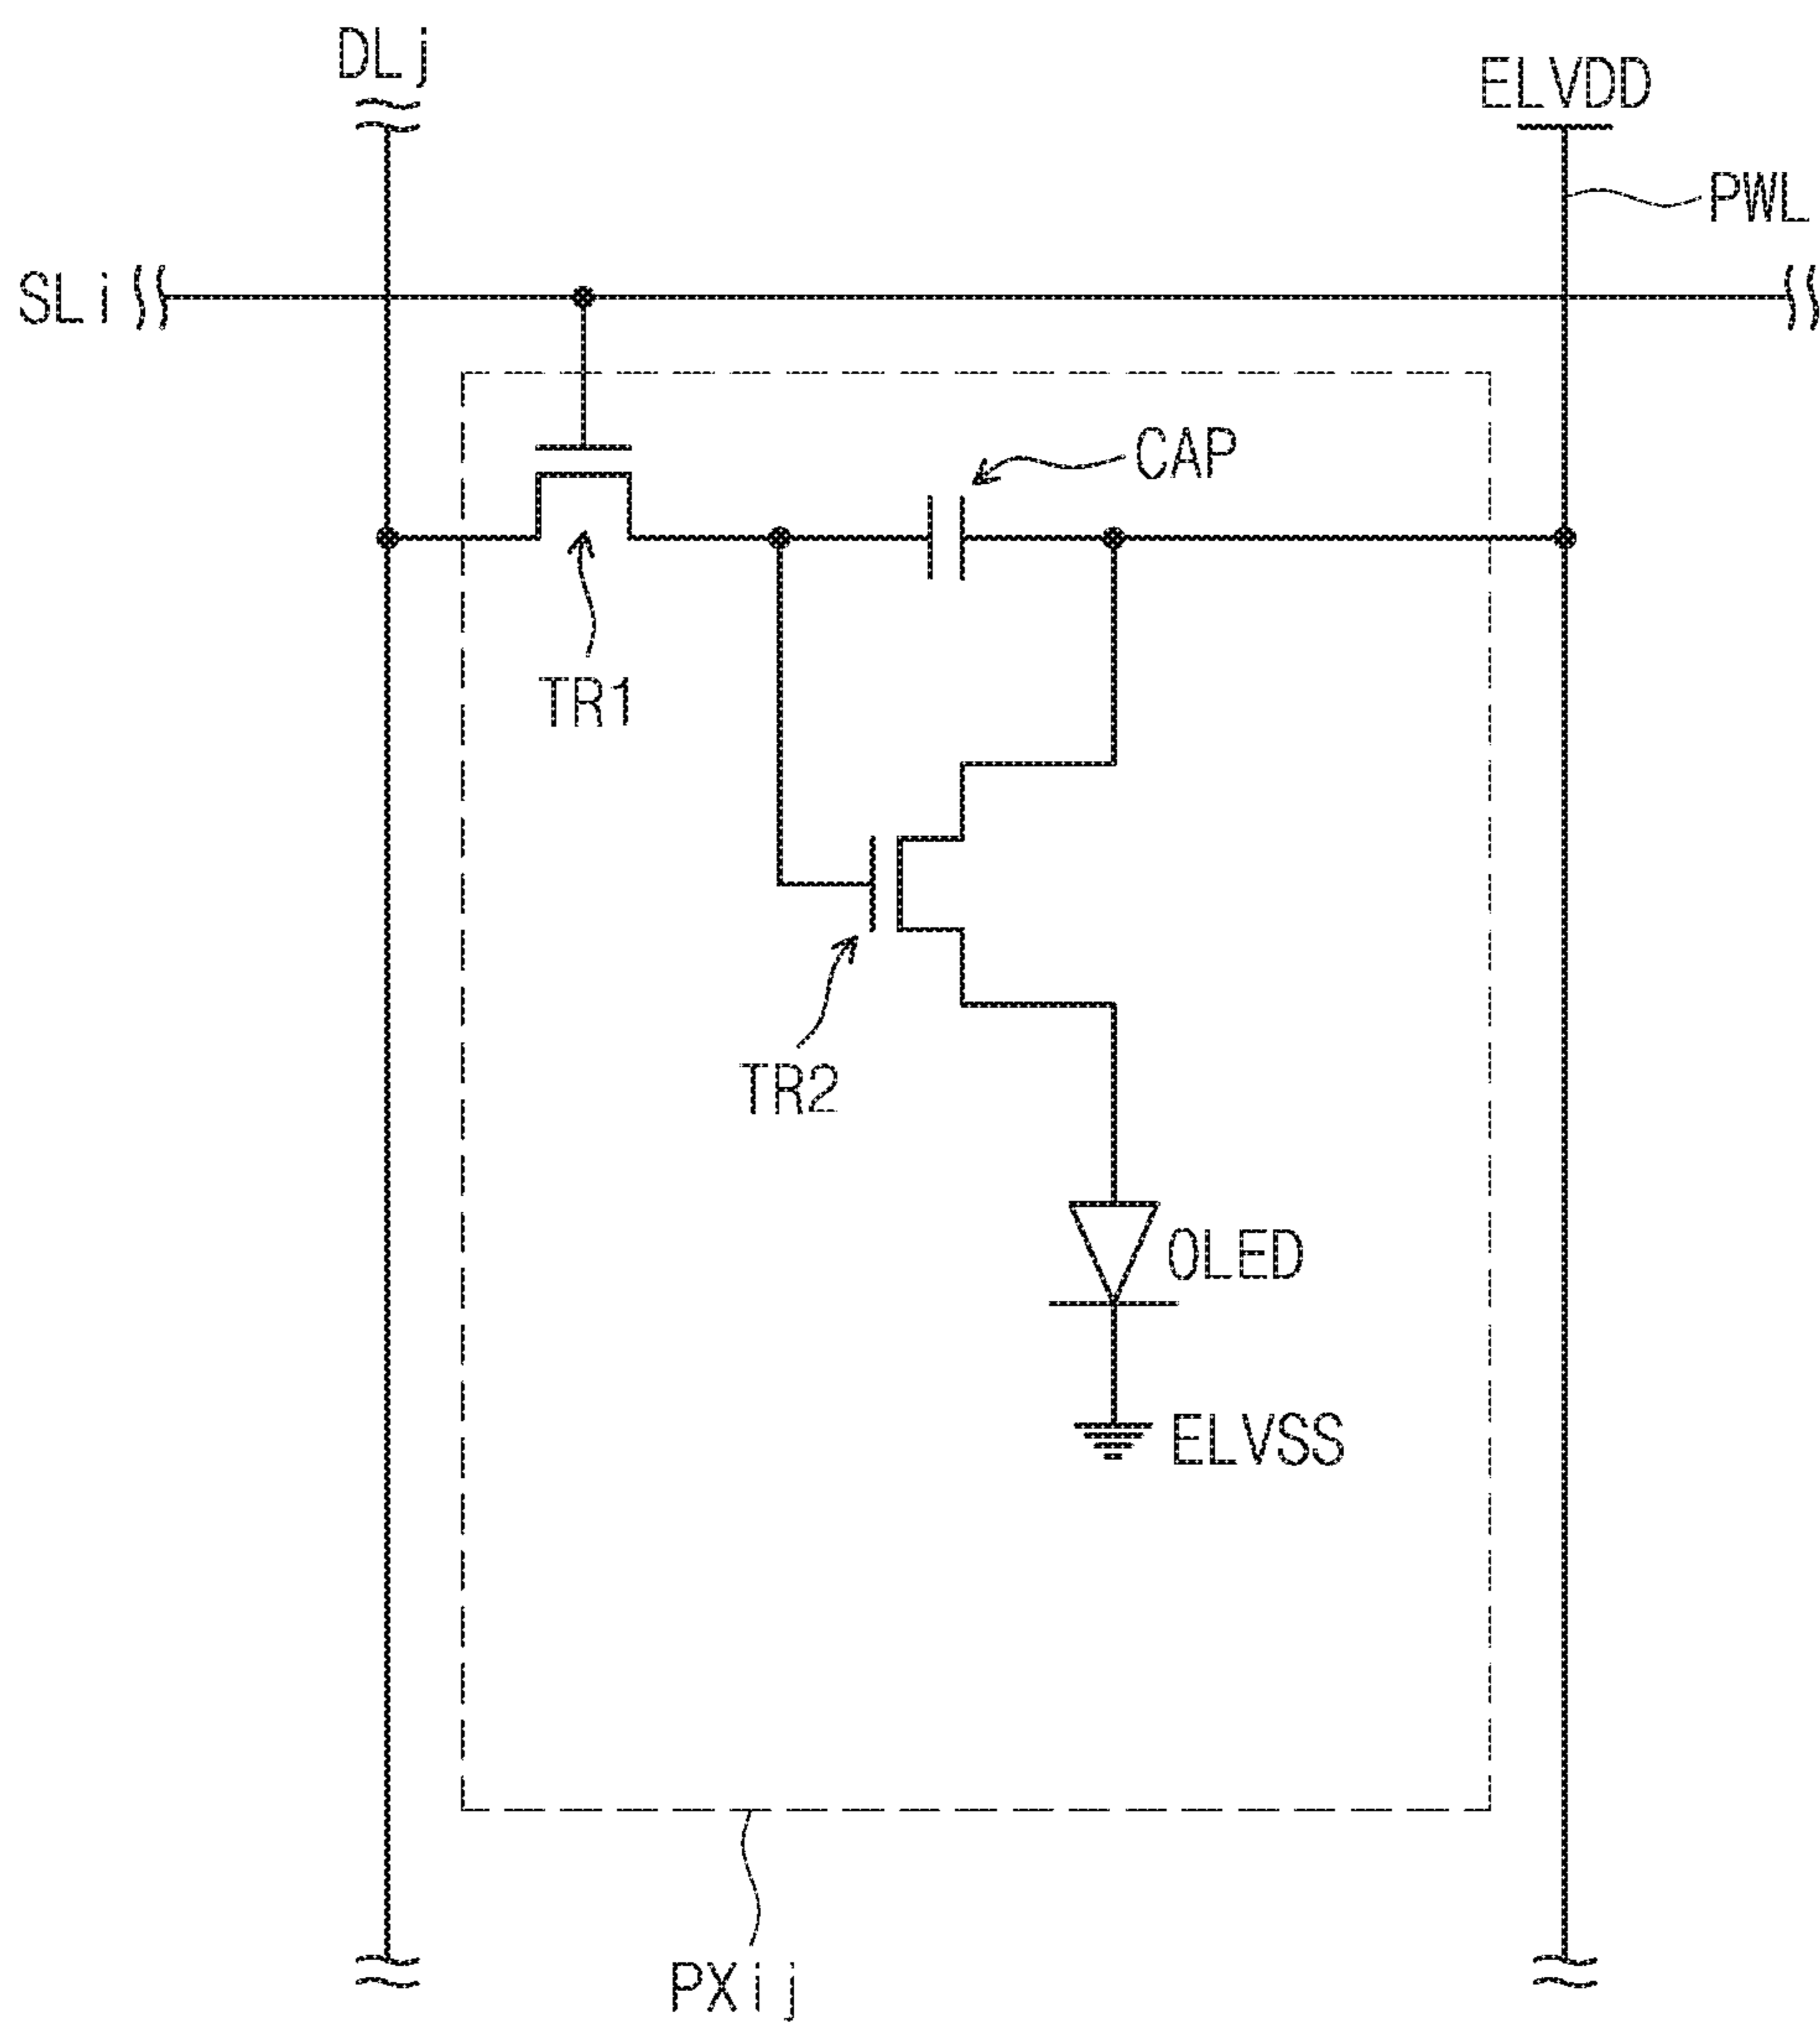 DLj
ELVDD
PWL
SLi
CAP
TR1
TR2
OLED
ELVSS
PXij